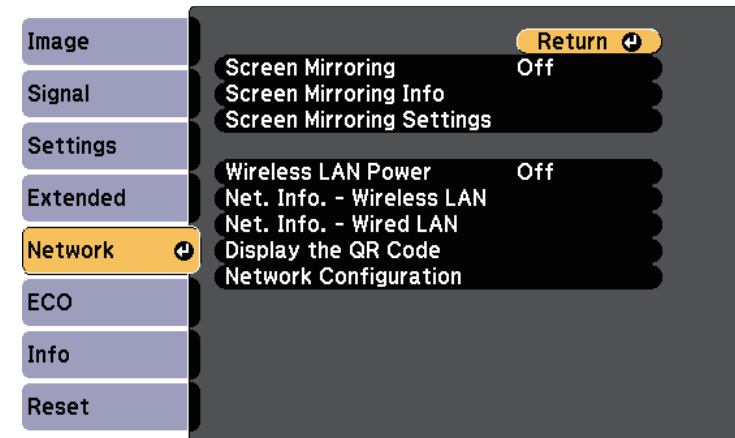 Image
Signal
Settings
Extended
Network
ECO
Info
Reset
Return
Screen Mirroring Off
Screen Mirroring Info
Screen Mirroring Settings
Wireless LAN Power Off
Net. Info. - Wireless LAN
Net. Info. - Wired LAN
Display the QR Code
Network Configuration